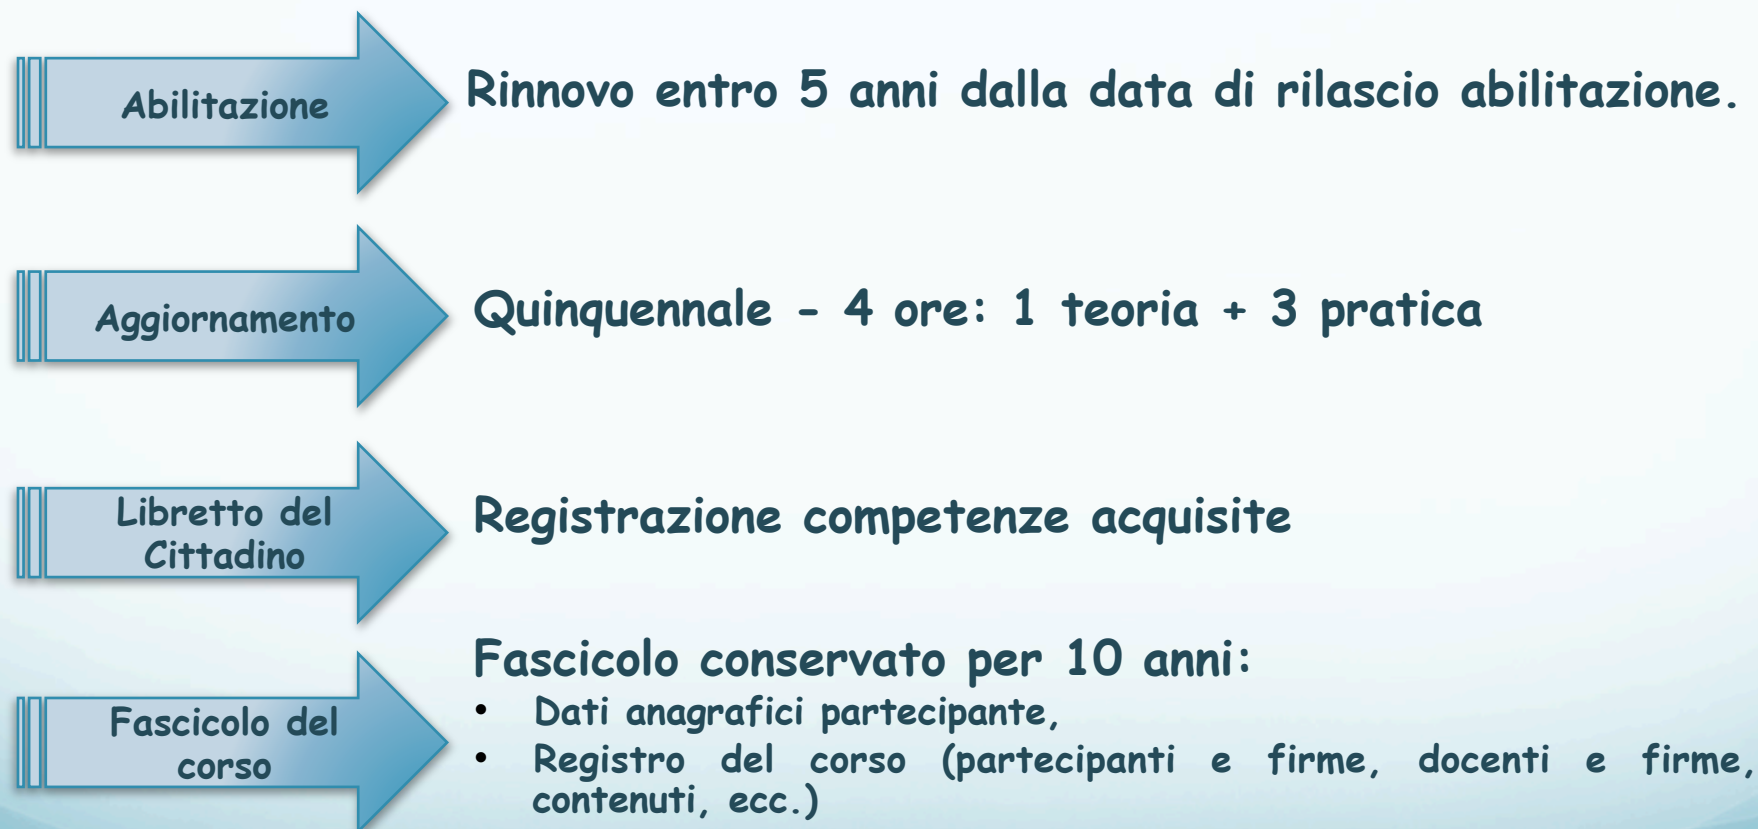 Abilitazione
Rinnovo entro 5 anni dalla data di rilascio abilitazione.
Aggiornamento
Quinquennale - 4 ore: 1 teoria + 3 pratica
Libretto del
Cittadino
Registrazione competenze acquisite
Fascicolo del
corso
Fascicolo conservato per 10 anni:
• Dati anagrafici partecipante,
• Registro del corso (partecipanti e firme, docenti e firme,
contenuti, ecc.)